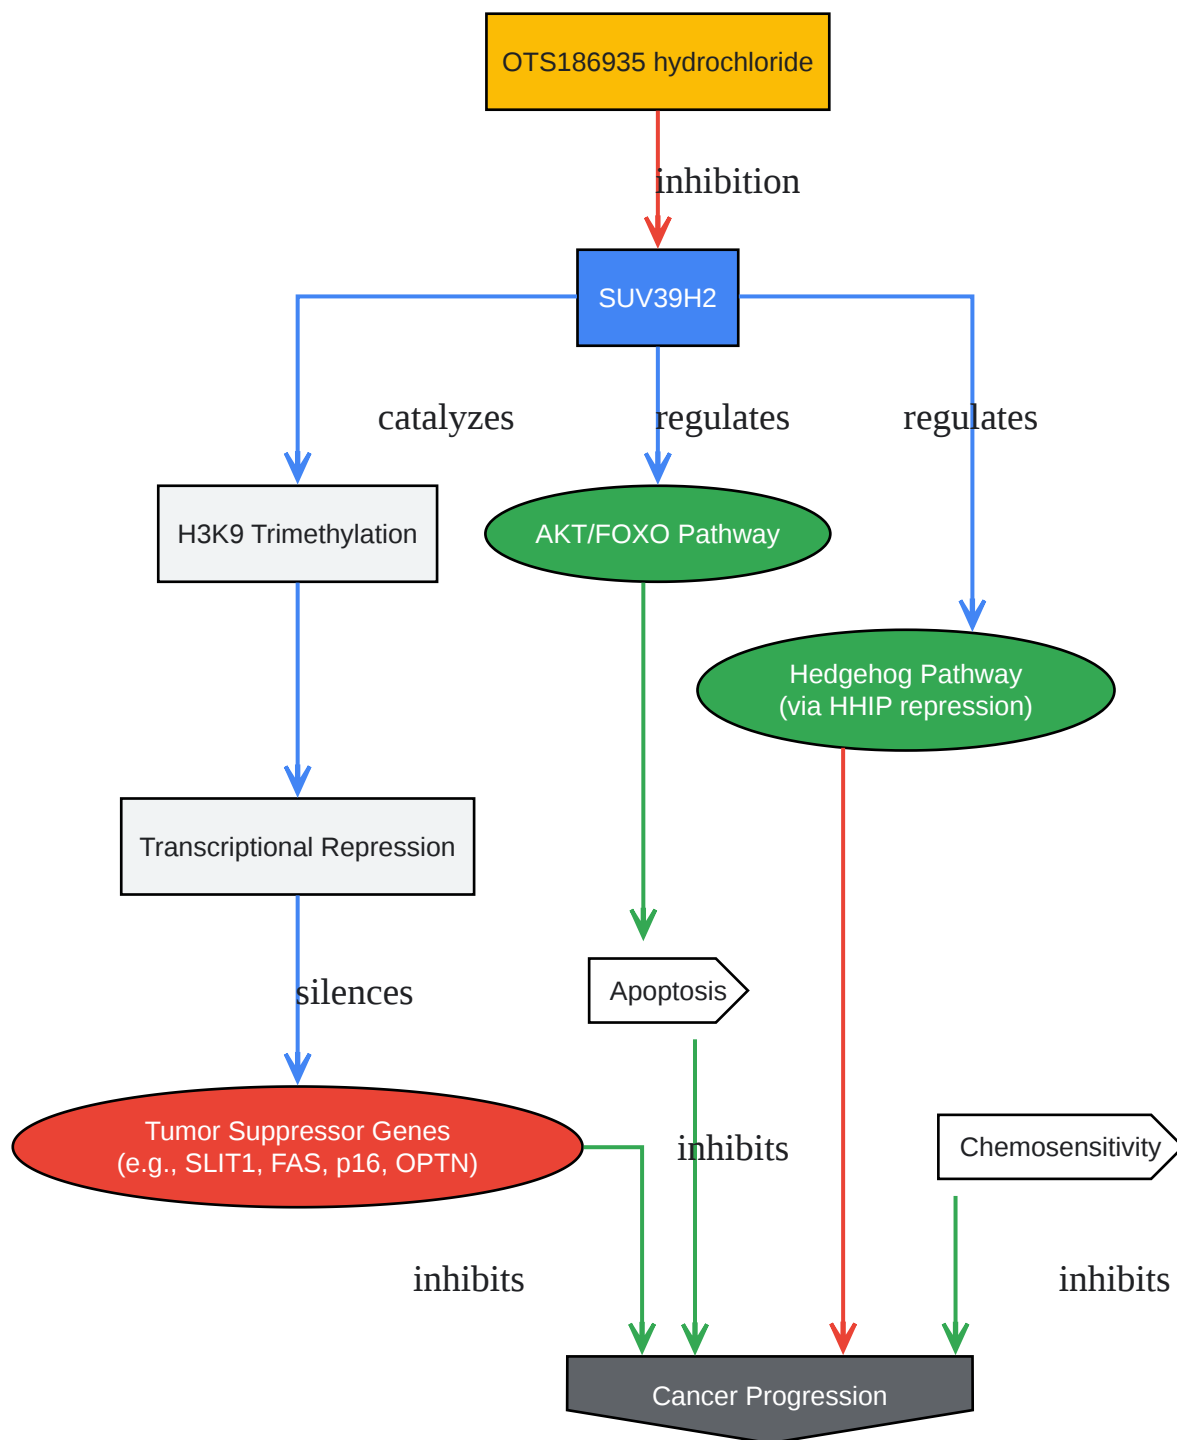 OTS186935 hydrochloride
inhibition
SUV39H2
catalyzes
regulates
regulates
H3K9 Trimethylation
AKT/FOXO Pathway
Hedgehog Pathway
(via HHIP repression)
Transcriptional Repression
Apoptosis
silences
Tumor Suppressor Genes
(e.g., SLIT1, FAS, p16, OPTN)
inhibits
Chemosensitivity
inhibits
inhibits
Cancer Progression